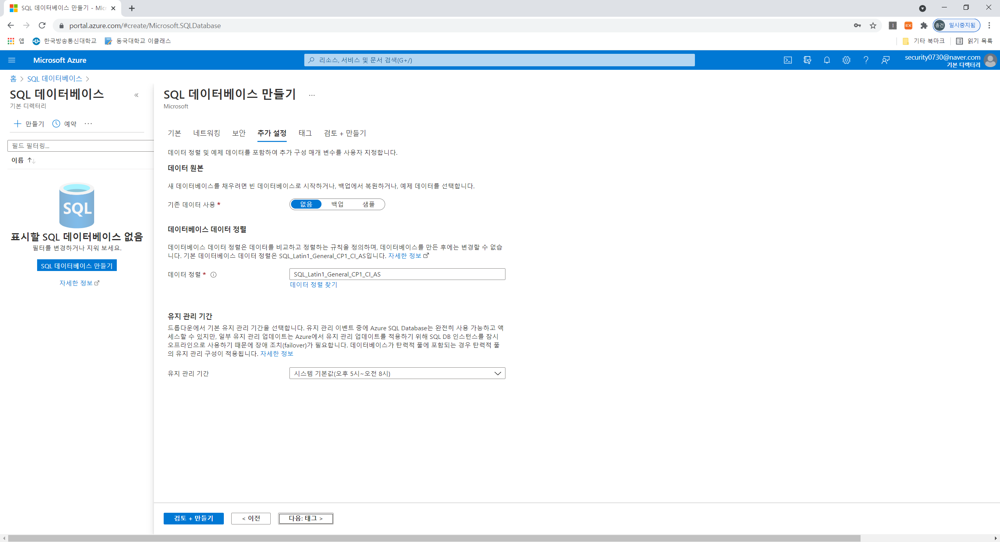 SQL 데이터베이스 만들기 - Micr
portal.azure.com/#create/Microsoft.SQLDatabase
EX
충건
일시중지됨
앱
한국방송통신대학교
동국대학교 이클래스
기타 북마크
읽기 목록
Microsoft Azure
리소스, 서비스 및 문서 검색(G+/)
security0730@naver.com
기본 디렉터리
홈 > SQL 데이터베이스 >
SQL 데이터베이스
기본 디렉터리
만들기
예약
필드 필터링...
이름
SQL
표시할 SQL 데이터베이스 없음
필터를 변경하거나 지워 보세요.
SQL 데이터베이스 만들기
자세한 정보
SQL 데이터베이스 만들기
Microsoft
기본 네트워킹 보안 추가 설정 태그 검토 + 만들기
데이터 정렬 및 예제 데이터를 포함하여 추가 구성 매개 변수를 사용자 지정합니다.
데이터 원본
새 데이터베이스를 채우려면 빈 데이터베이스로 시작하거나, 백업에서 복원하거나, 예제 데이터를 선택합니다.
기존 데이터 사용 * 없음 백업 샘플
데이터베이스 데이터 정렬
데이터베이스 데이터 정렬은 데이터를 비교하고 정렬하는 규칙을 정의하며, 데이터베이스를 만든 후에는 변경할 수 없습
니다. 기본 데이터베이스 데이터 정렬은 SQL_Latin1_General_CP1_CI_AS입니다. 자세한 정보
데이터 정렬 * SQL_Latin1_General_CP1_CI_AS
데이터 정렬 찾기
유지 관리 기간
드롭다운에서 기본 유지 관리 기간을 선택합니다. 유지 관리 이벤트 중에 Azure SQL Database는 완전히 사용 가능하고 액
세스할 수 있지만, 일부 유지 관리 업데이트는 Azure에서 유지 관리 업데이트를 적용하기 위해 SQL DB 인스턴스를 잠시
오프라인으로 사용하기 때문에 장애 조치(failover)가 필요합니다. 데이터베이스가 탄력적 풀에 포함되는 경우 탄력적 풀
의 유지 관리 구성이 적용됩니다. 자세한 정보
유지 관리 기간 시스템 기본값(오후 5시~오전 8시)
검토 + 만들기
< 이전
다음: 태그 >